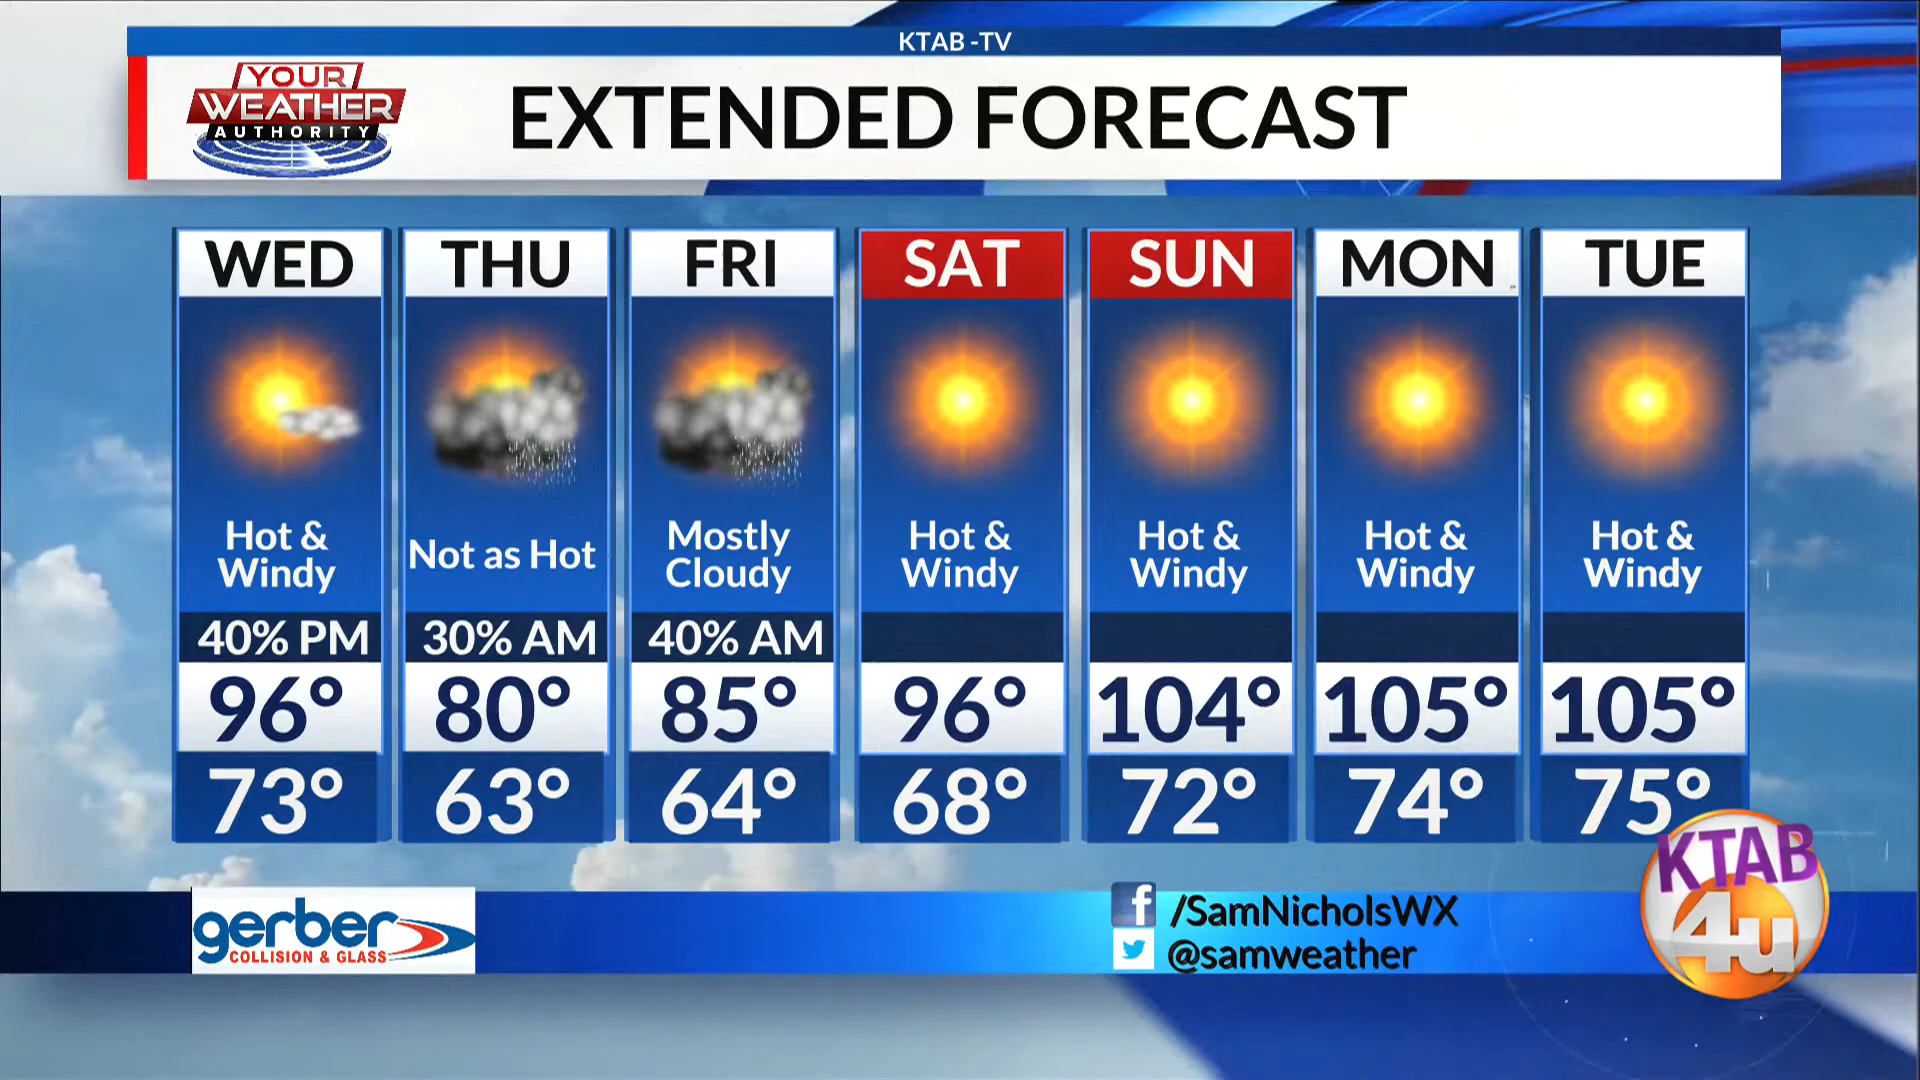 KTAB -TV
YOUR
WEATHER
AUTHORITY
EXTENDED FORECAST
WED THU FRI SAT SUN MON TUE
Hot &
Windy
Not as Hot
Mostly
Cloudy
Hot &
Windy
Hot &
Windy
Hot &
Windy
Hot &
Windy
40% PM 30% AM 40% AM
96° 80° 85° 96° 104° 105° 105°
73° 63° 64° 68° 72° 74° 75°
gerber
COLLISION & GLASS
f /SamNicholsWX
@samweather
KTAB
4u